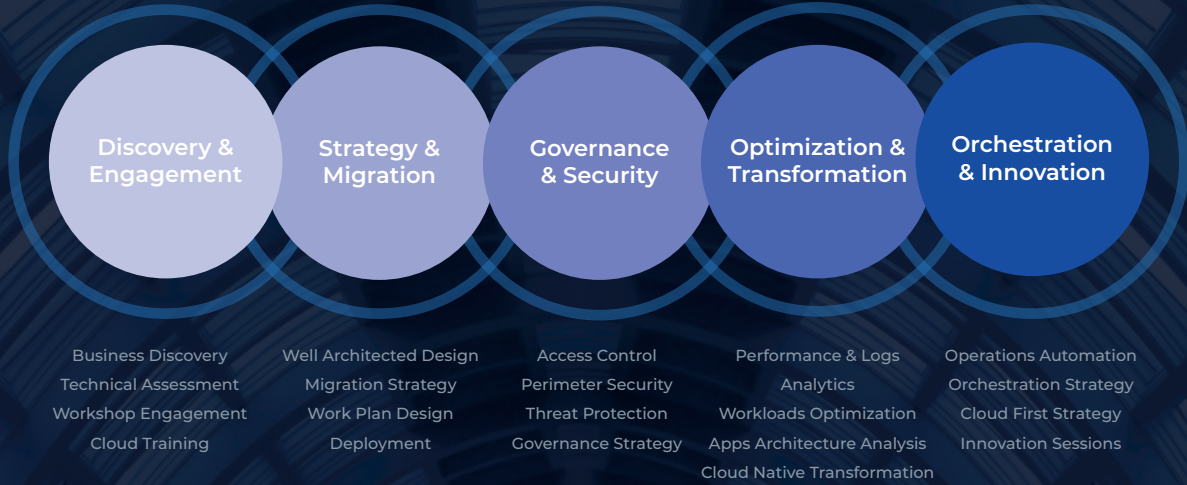 Discovery &
Engagement
Strategy &
Migration
Governance
& Security
Optimization &
Transformation
Orchestration
& Innovation
Business Discovery
Technical Assessment
Workshop Engagement
Cloud Training
Well Architected Design
Migration Strategy
Work Plan Design
Deployment
Access Control
Perimeter Security
Threat Protection
Governance Strategy
Performance & Logs
Analytics
Workloads Optimization
Apps Architecture Analysis
Cloud Native Transformation
Operations Automation
Orchestration Strategy
Cloud First Strategy
Innovation Sessions